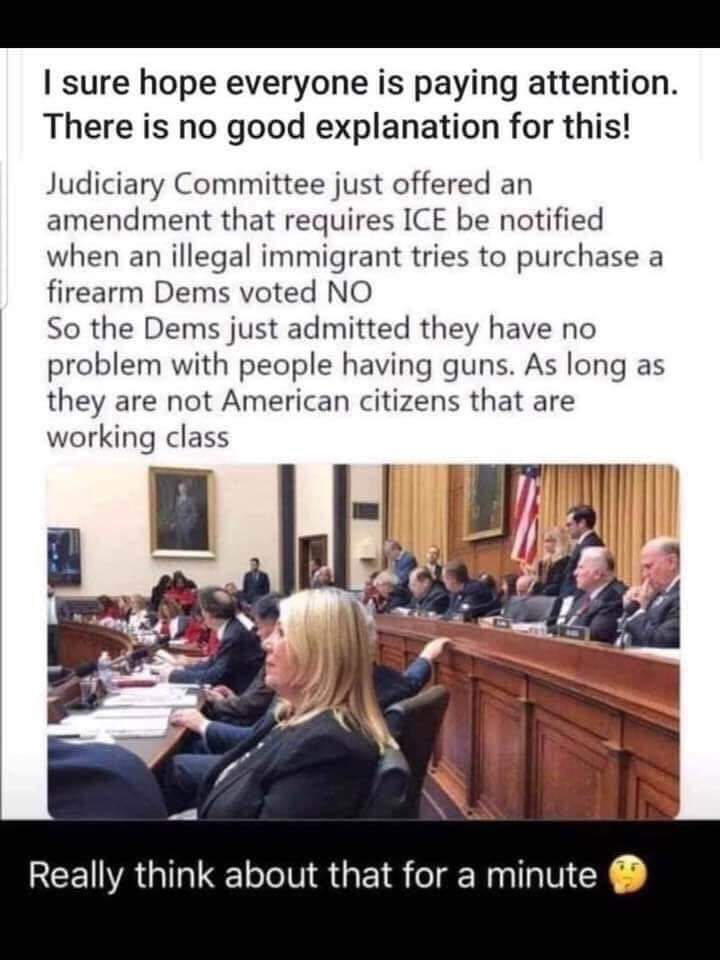 I sure hope everyone is paying attention.
There is no good explanation for this!
Judiciary Committee just offered an
amendment that requires ICE be notified
when an illegal immigrant tries to purchase a
firearm Dems voted NO
So the Dems just admitted they have no
problem with people having guns. As long as
they are not American citizens that are
working class
Really think about that for a minute 🤔